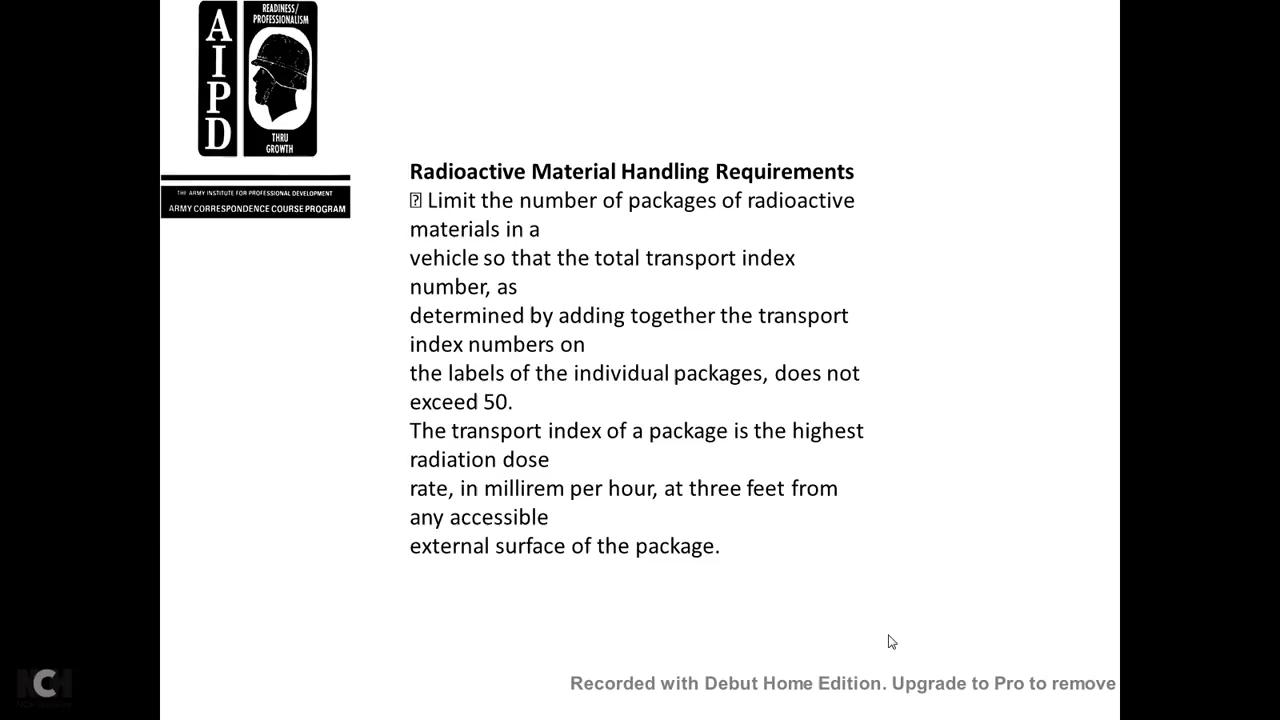 A
I
P
D
READINESS/
PROFESSIONALISM
THRU
GROWTH
THE ARMY INSTITUTE FOR PROFESSIONAL DEVELOPMENT
ARMY CORRESPONDENCE COURSE PROGRAM
Radioactive Material Handling Requirements
Limit the number of packages of radioactive
materials in a
vehicle so that the total transport index
number, as
determined by adding together the transport
index numbers on
the labels of the individual packages, does not
exceed 50.
The transport index of a package is the highest
radiation dose
rate, in millirem per hour, at three feet from
any accessible
external surface of the package.
NCH
Recorded with Debut Home Edition. Upgrade to Pro to remove